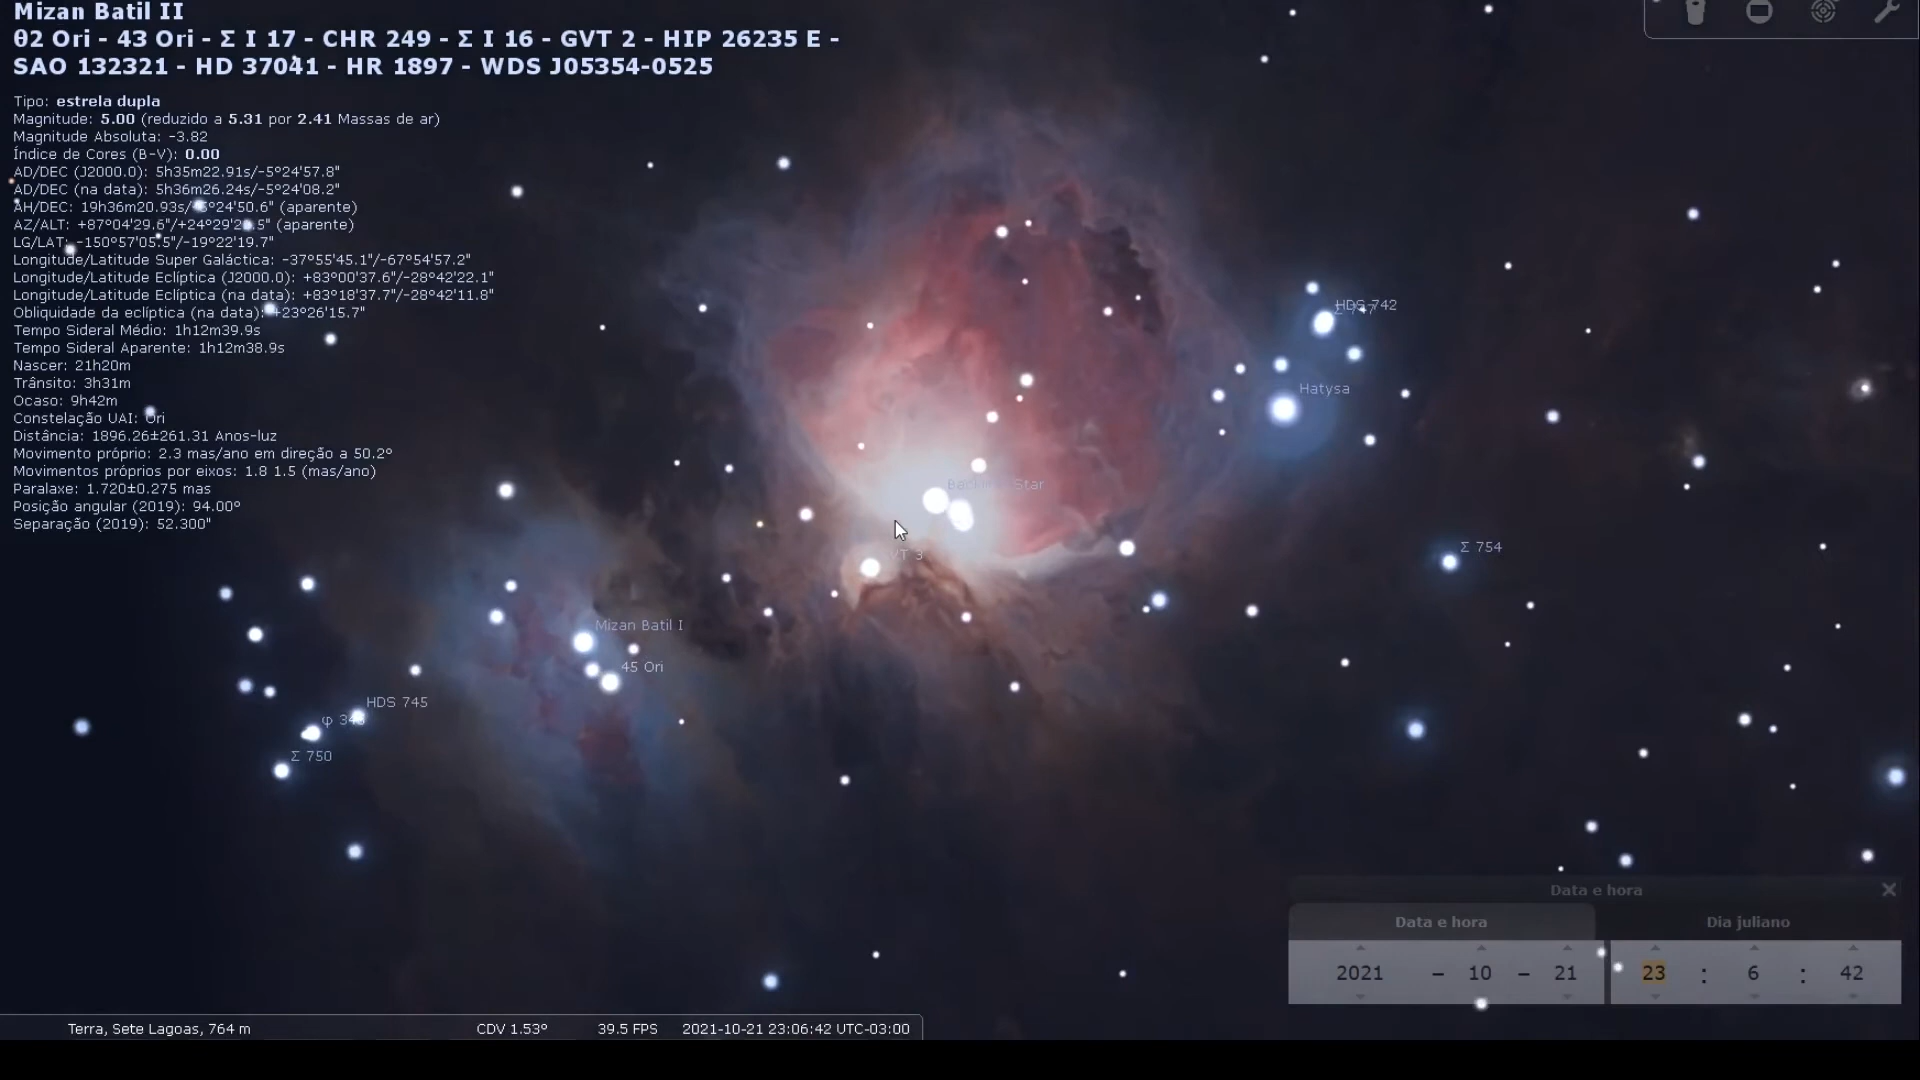 Mizan Batil II
θ2 Ori - 43 Ori - Σ I 17 - CHR 249 - Σ I 16 - GVT 2 - HIP 26235 E -
SAO 132321 - HD 37041 - HR 1897 - WDS J05354-0525
Tipo: estrela dupla
Magnitude: 5.00 (reduzido a 5.31 por 2.41 Massas de ar)
Magnitude Absoluta: -3.82
Índice de Cores (B-V): 0.00
AD/DEC (J2000.0): 5h35m22.91s/-5°24'57.8"
AD/DEC (na data): 5h36m26.24s/-5°24'08.2"
AH/DEC: 19h36m20.93s/-5°24'50.6" (aparente)
AZ/ALT: (aparente)
LG/LAT: -150°57'05.5"/-19°22'19.7"
Longitude/Latitude Super Galáctica: -37°55'45.1"/-67°54'57.2"
Longitude/Latitude Eclíptica (J2000.0): +83°00'37.6"/-28°42'22.1"
Longitude/Latitude Eclíptica (na data): +83°18'37.7"/-28°42'11.8"
Obliquidade da eclíptica (na data): +23°26'15.7"
Tempo Sideral Médio: 1h12m39.9s
Tempo Sideral Aparente: 1h12m38.9s
Nascer: 21h20m
Trânsito: 3h31m
Ocaso: 9h42m
Constelação UAI: Ori
Distância: 1896.26±261.31 Anos-luz
Movimento próprio: 2.3 mas/ano em direção a 50.2°
Movimentos próprios por eixos: 1.8 1.5 (mas/ano)
Paralaxe: 1.720±0.275 mas
Posição angular (2019): 94.00°
Separação (2019): 52.300"
HDS 742
Hatysa
Star
Σ 754
Mizan Batil I
45 Ori
HDS 745
Σ 750
Data e hora
Data e hora Dia juliano
2021 - 10 - 21 23 : 6 : 42
Terra, Sete Lagoas, 764 m CDV 1.53° 39.5 FPS 2021-10-21 23:06:42 UTC-03:00